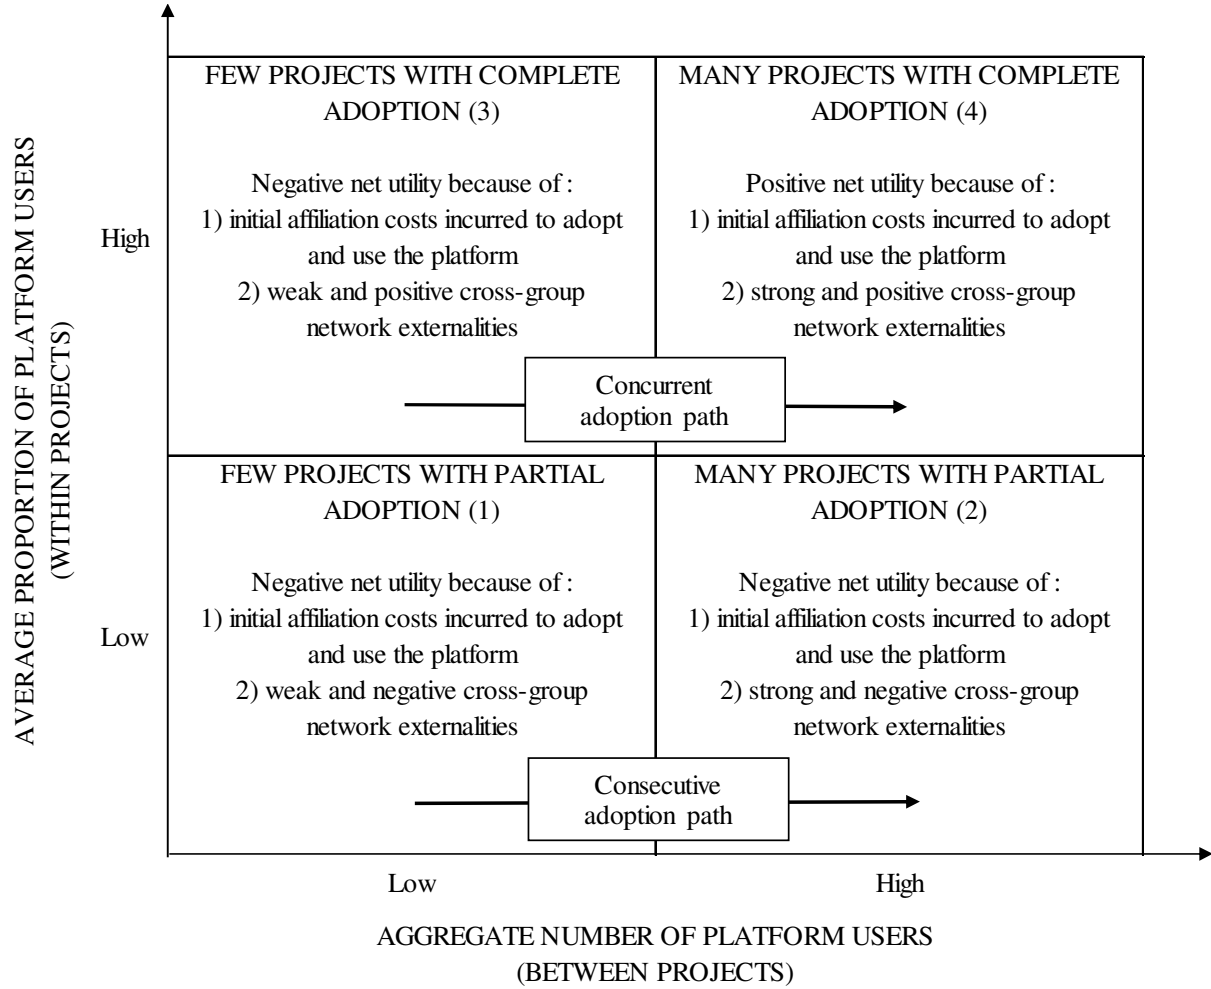 AVERAGE PROPORTION OF PLATFORM USERS
(WITHIN PROJECTS)
High
Low
FEW PROJECTS WITH COMPLETE
ADOPTION (3)
Negative net utility because of :
1) initial affiliation costs incurred to adopt
and use the platform
2) weak and positive cross-group
network externalities
MANY PROJECTS WITH COMPLETE
ADOPTION (4)
Positive net utility because of :
1) initial affiliation costs incurred to adopt
and use the platform
2) strong and positive cross-group
network externalities
Concurrent
adoption path
FEW PROJECTS WITH PARTIAL
ADOPTION (1)
Negative net utility because of :
1) initial affiliation costs incurred to adopt
and use the platform
2) weak and negative cross-group
network externalities
MANY PROJECTS WITH PARTIAL
ADOPTION (2)
Negative net utility because of :
1) initial affiliation costs incurred to adopt
and use the platform
2) strong and negative cross-group
network externalities
Consecutive
adoption path
Low
High
AGGREGATE NUMBER OF PLATFORM USERS
(BETWEEN PROJECTS)